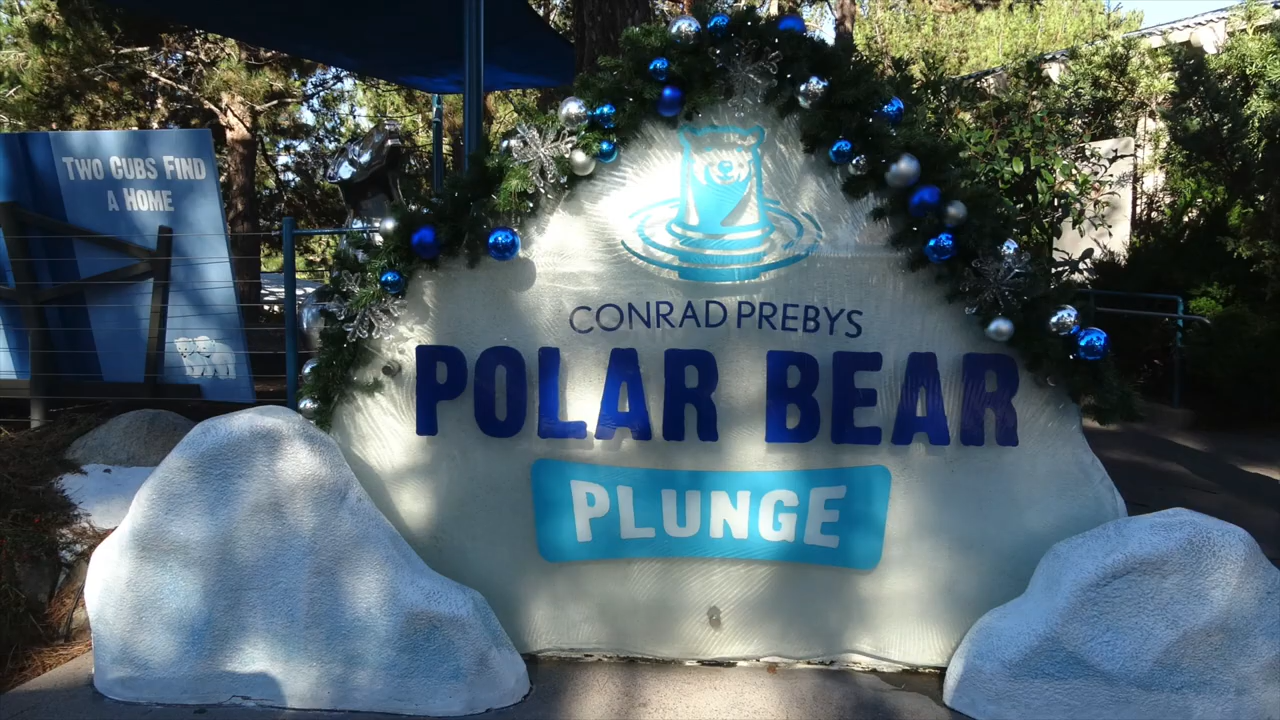 TWO CUBS FIND
A HOME
CONRAD PREBYS
POLAR BEAR
PLUNGE